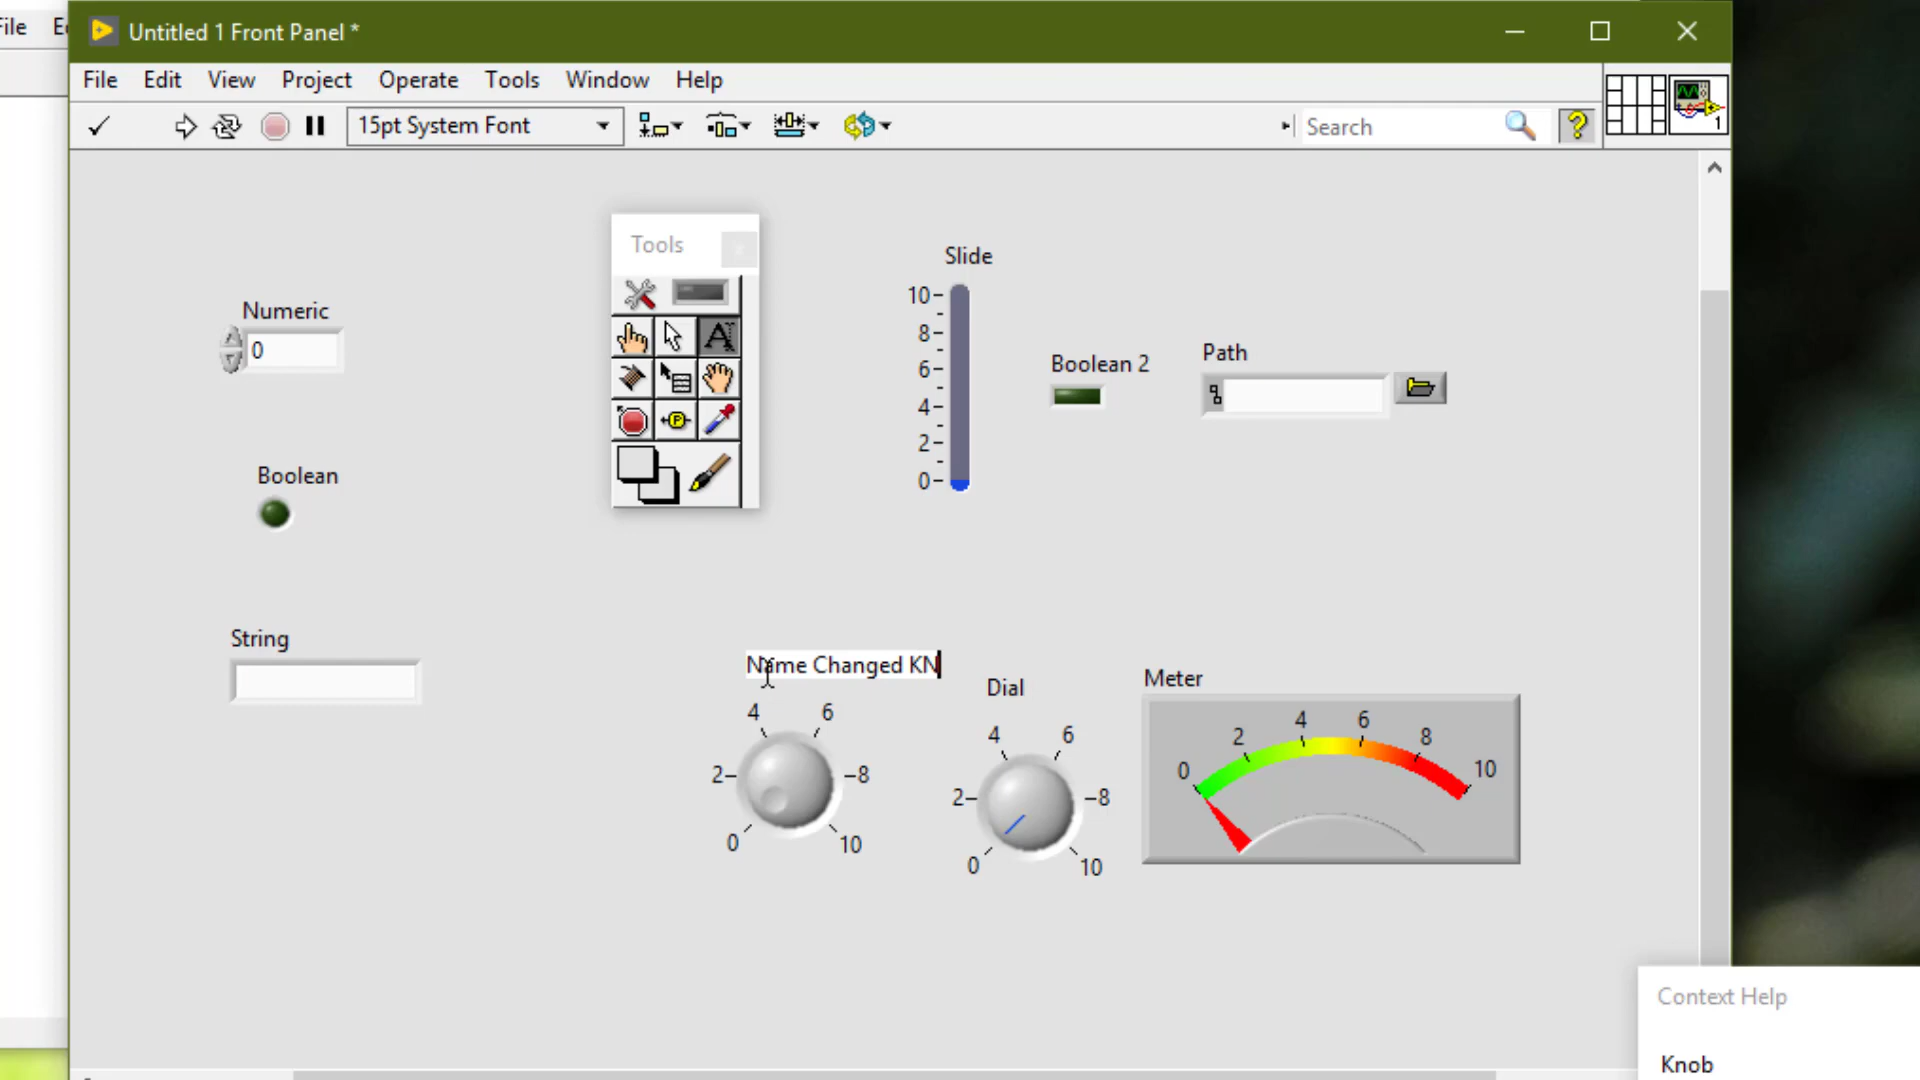 File
Untitled 1 Front Panel *
File Edit View Project Operate Tools Window Help
15pt System Font
Search
?
1
Tools
Slide
10
8
6
4
2
0
Numeric
0
Boolean 2
Path
Boolean
String
Name Changed KN
4 6
2 8
0 10
Dial
4 6
2 8
0 10
Meter
0 2 4 6 8 10
Context Help
Knob